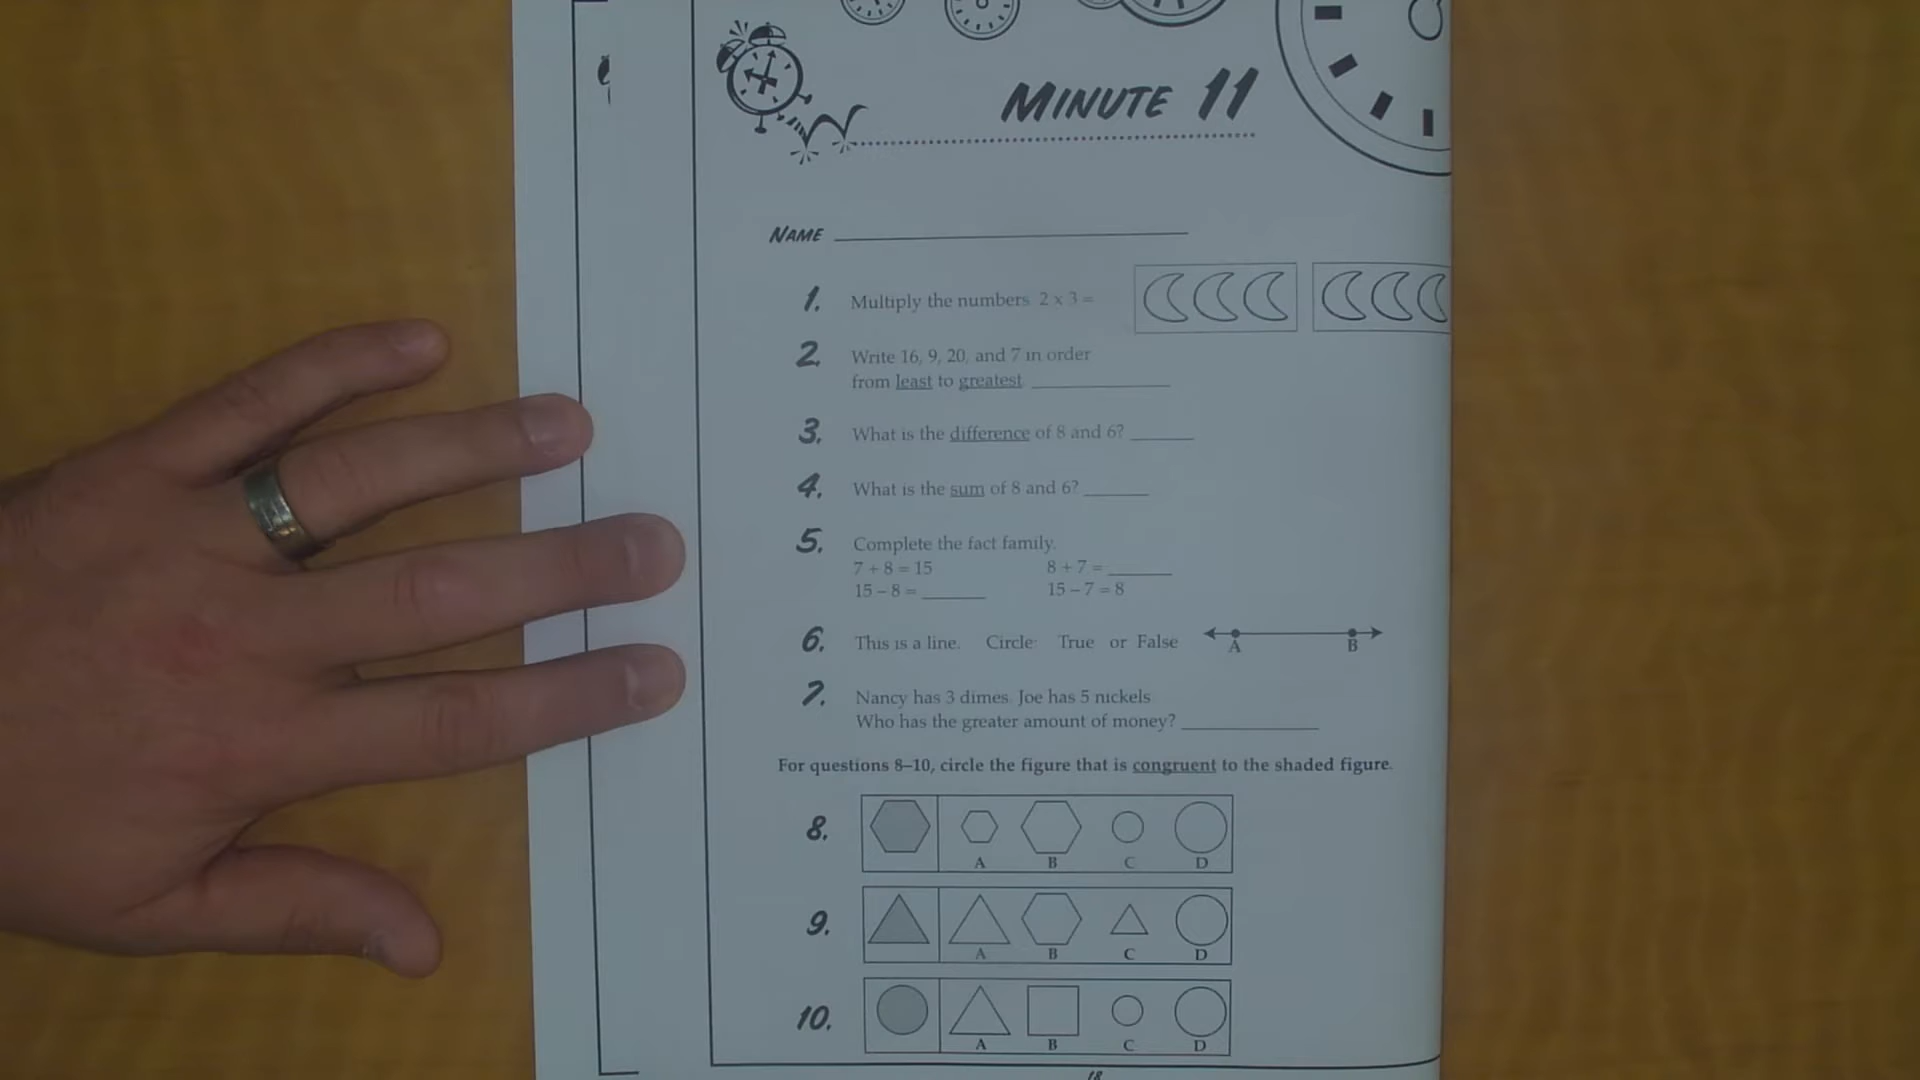 MINUTE 11
NAME
1. Multiply the numbers 2 x 3 =
2. Write 16, 9, 20, and 7 in order
from least to greatest
3. What is the difference of 8 and 6?
4. What is the sum of 8 and 6?
5. Complete the fact family.
7 + 8 = 15 8 + 7 =
15 – 8 = 15 – 7 = 8
6. This is a line. Circle: True or False
A B
7. Nancy has 3 dimes. Joe has 5 nickels
Who has the greater amount of money?
For questions 8–10, circle the figure that is congruent to the shaded figure.
8.
A B C D
9.
A B C D
10.
A B C D
18